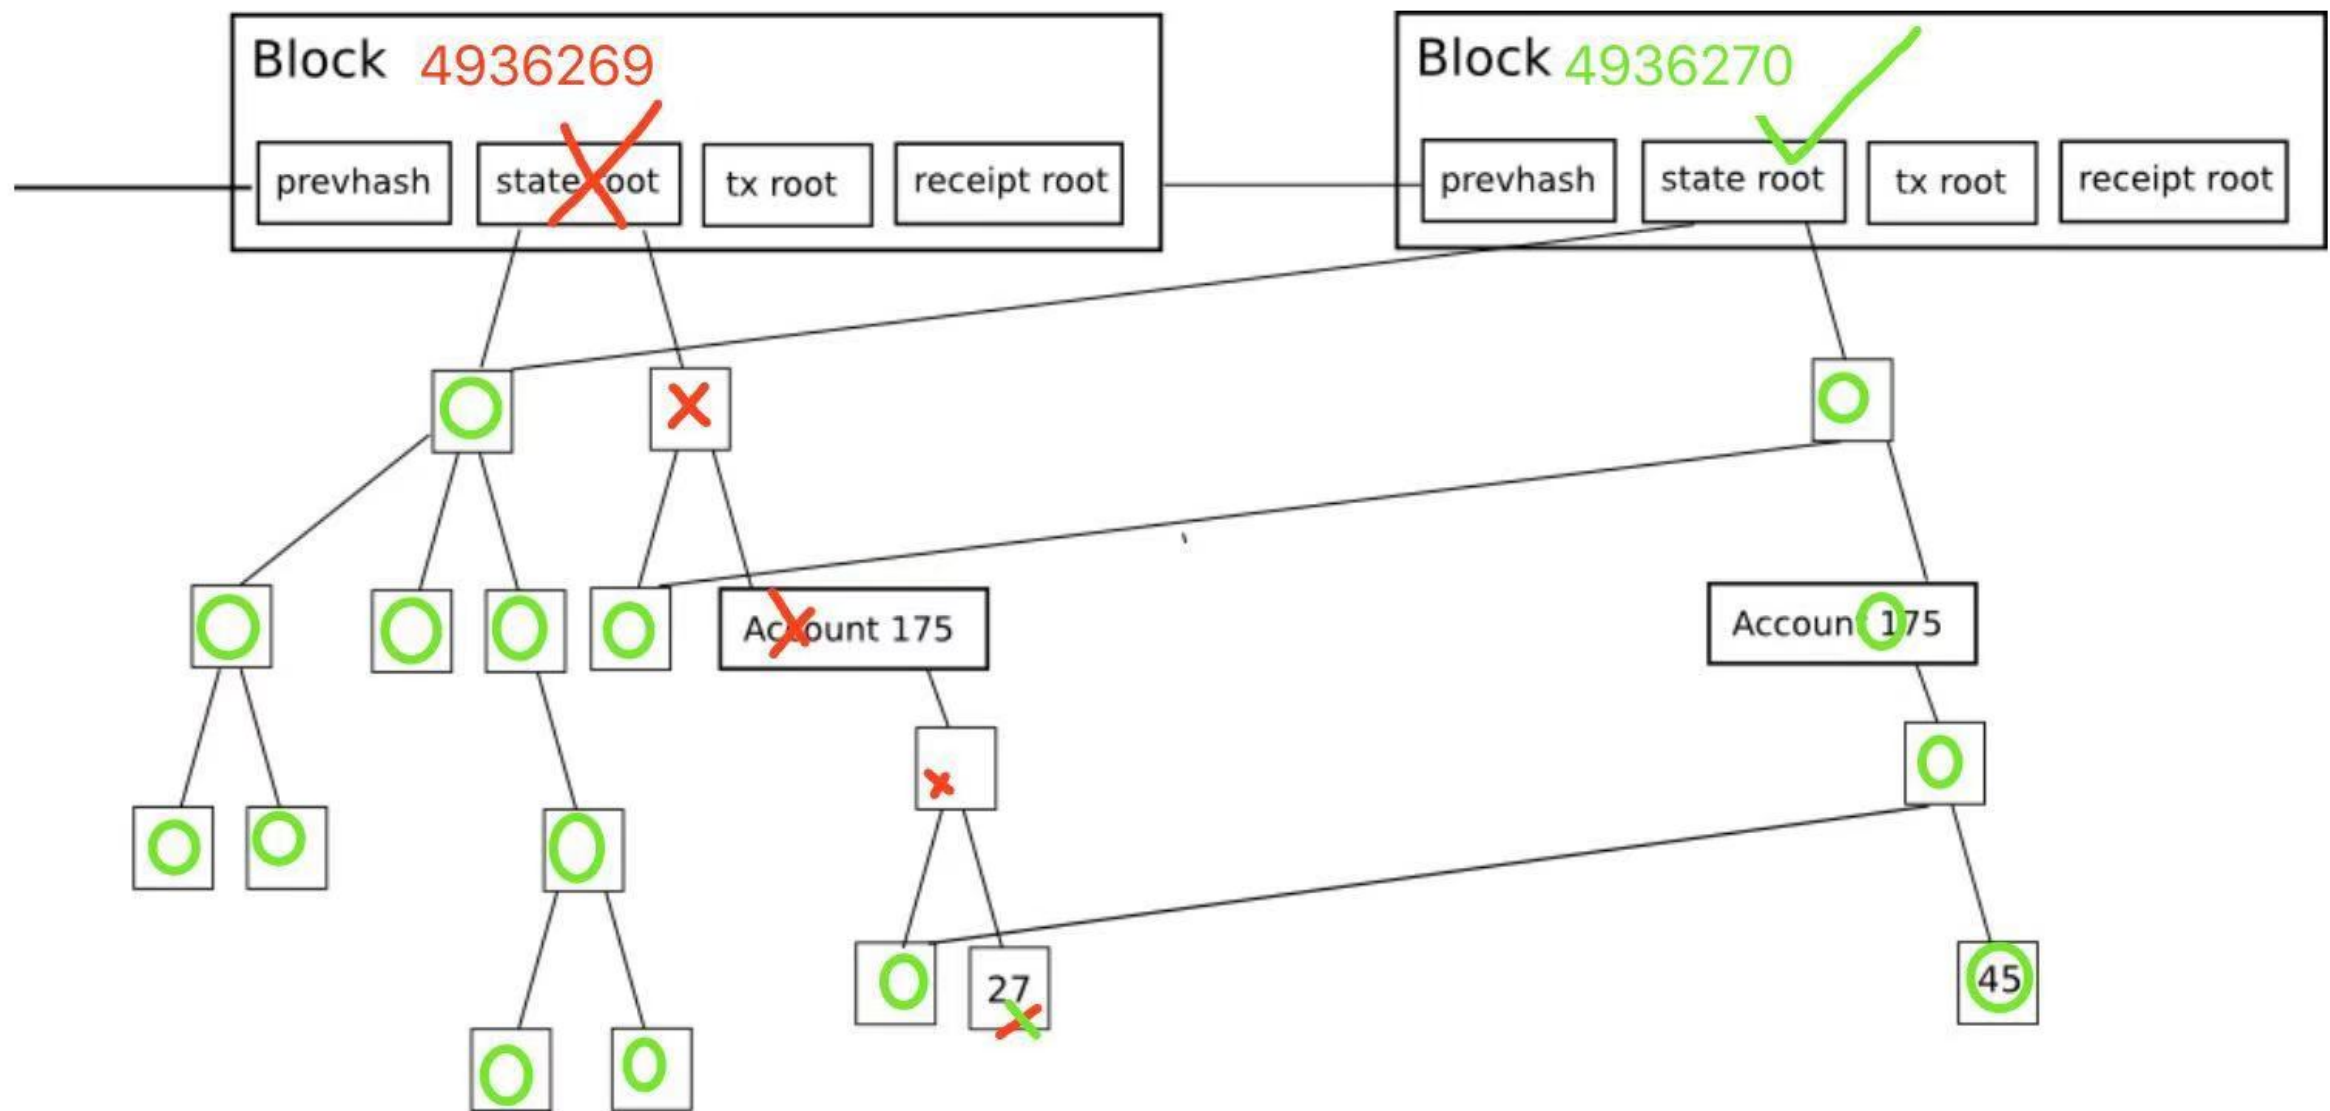 Block 4936269
prevhash
state root
tx root
receipt root
Block 4936270
prevhash
state root
tx root
receipt root
Account 175
Account 175
27
45